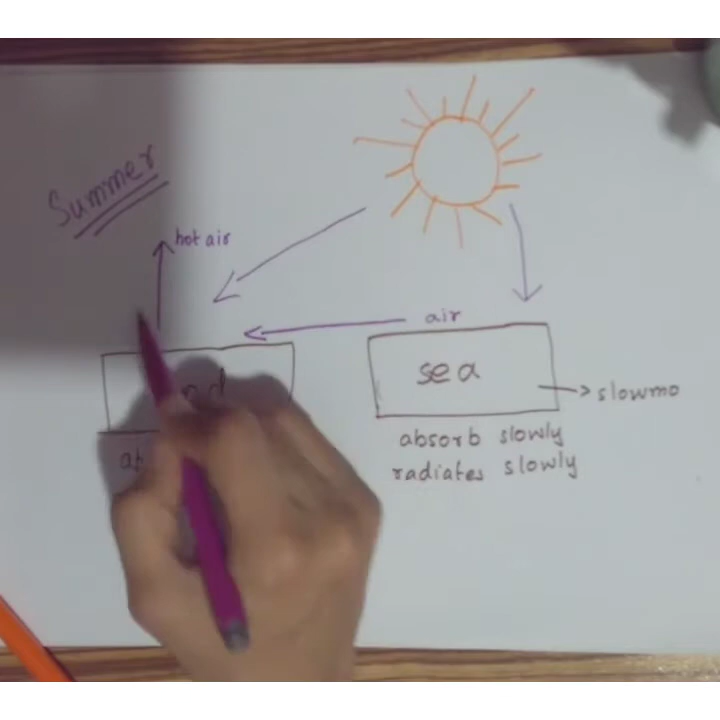 Summer
hot air
air
sea
slowmo
absorb slowly
radiates slowly